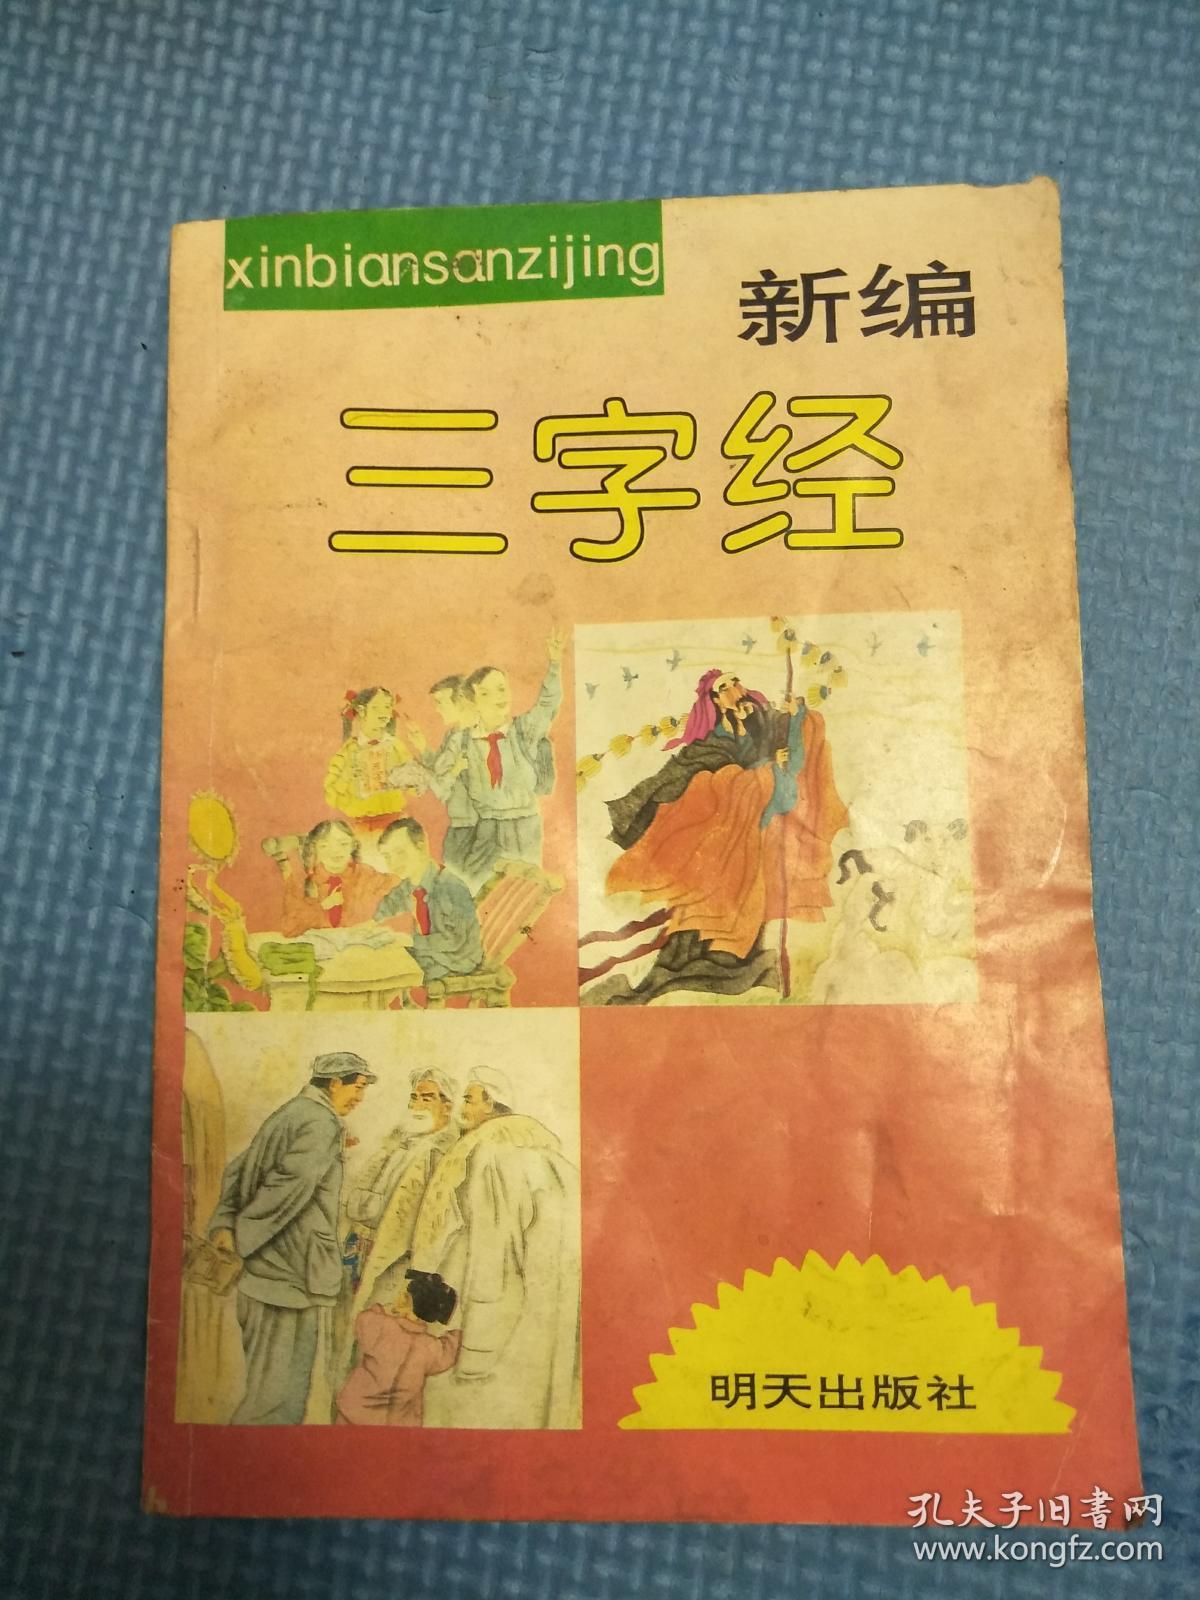 xinbiansanzijing
新编
三字经
明天出版社
孔夫子旧書网
www.kongfz.com